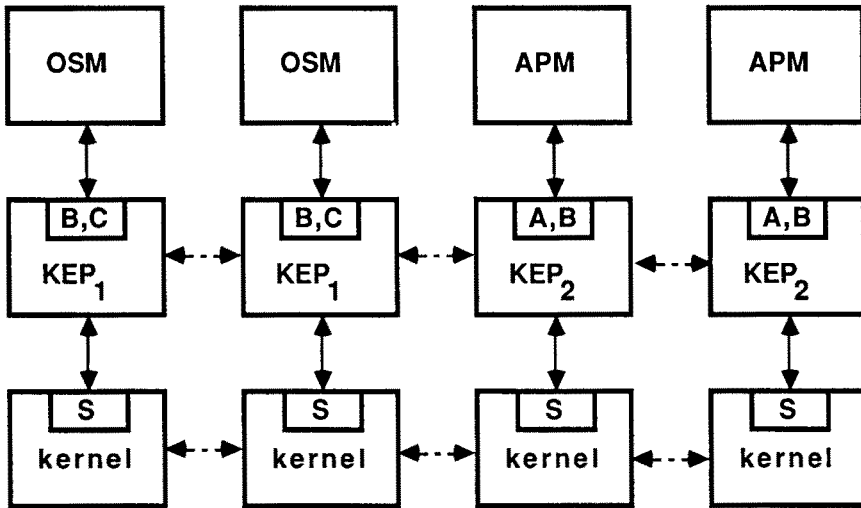 OSM OSM APM APM
B,C B,C A,B A,B
KEP1 KEP1 KEP2 KEP2
S S S S
kernel kernel kernel kernel